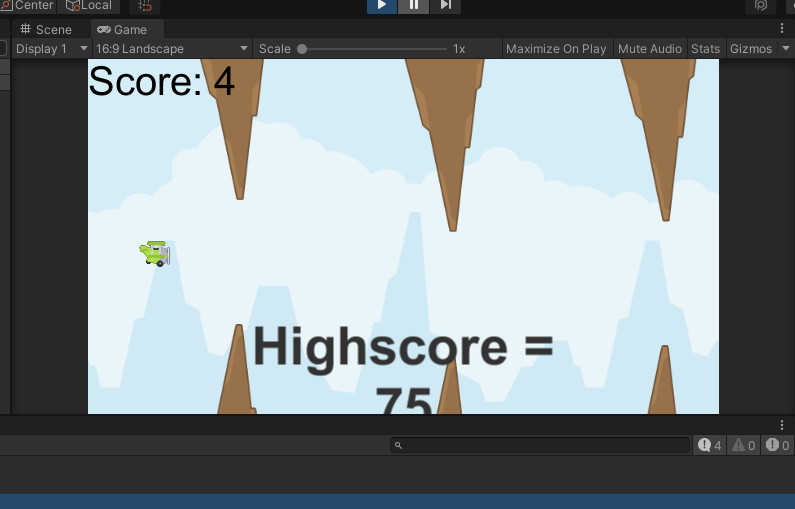 Center Local
Scene Game
Display 1 16:9 Landscape Scale 1x Maximize On Play Mute Audio Stats Gizmos
Score: 4
Highscore =
75
4 0 0